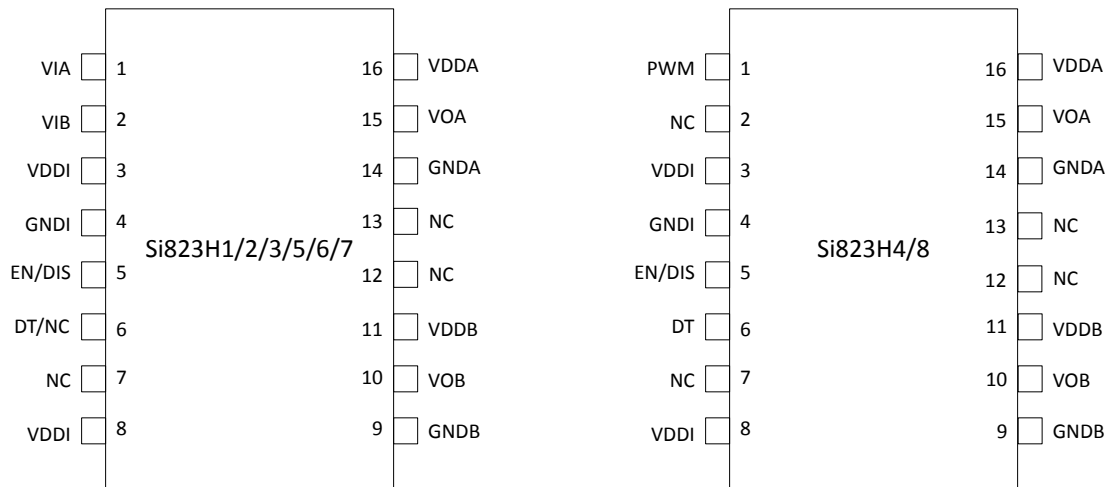 VIA 1 16 VDDA
VIB 2 15 VOA
VDDI 3 14 GNDA
GNDI 4 13 NC
Si823H1/2/3/5/6/7
EN/DIS 5 12 NC
DT/NC 6 11 VDDB
NC 7 10 VOB
VDDI 8 9 GNDB
PWM 1 16 VDDA
NC 2 15 VOA
VDDI 3 14 GNDA
GNDI 4 13 NC
Si823H4/8
EN/DIS 5 12 NC
DT 6 11 VDDB
NC 7 10 VOB
VDDI 8 9 GNDB